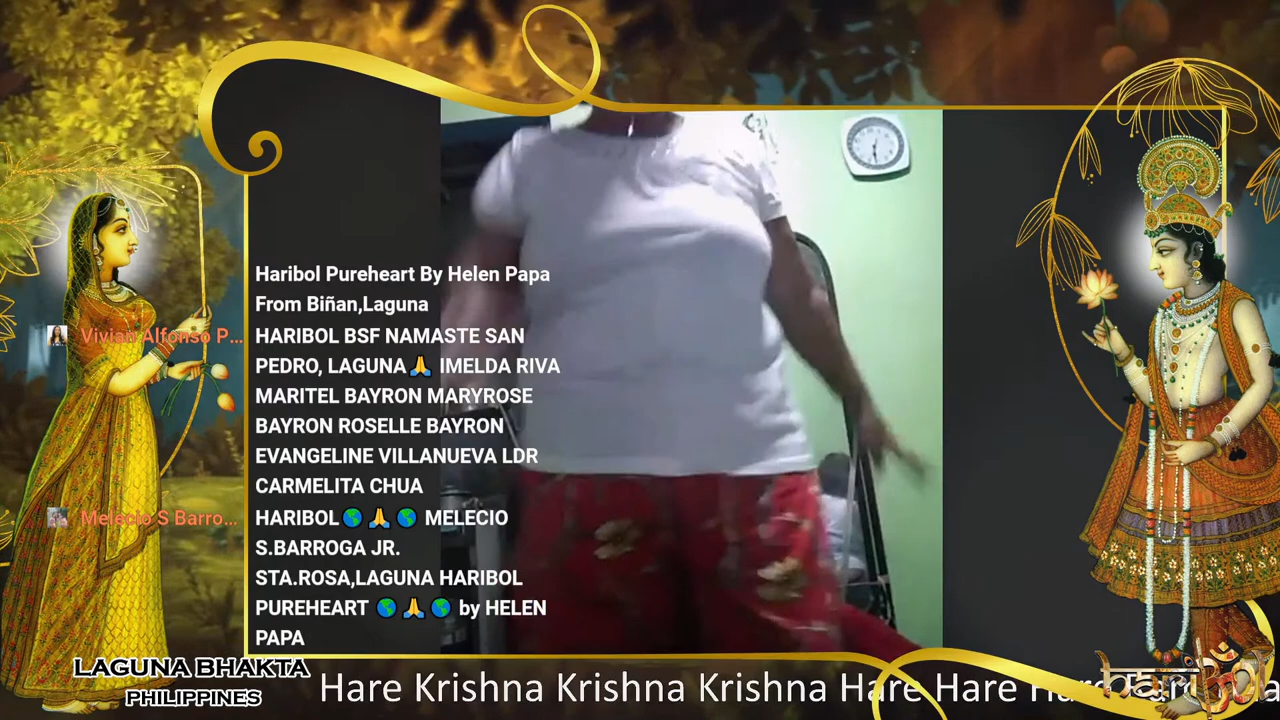 Haribol Pureheart By Helen Papa
From Biñan,Laguna
Vivian Alfonso P...
HARIBOL BSF NAMASTE SAN
PEDRO, LAGUNA🙏 IMELDA RIVA
MARITEL BAYRON MARYROSE
BAYRON ROSELLE BAYRON
EVANGELINE VILLANUEVA LDR
CARMELITA CHUA
Melecio S Barro...
HARIBOL🌎🙏🌎 MELECIO
S.BARROGA JR.
STA.ROSA,LAGUNA HARIBOL
PUREHEART 🌎🙏🌎 by HELEN
PAPA
LAGUNA BHAKTA
PHILIPPINES
Hare Krishna Krishna Krishna Hare Hare
haribol